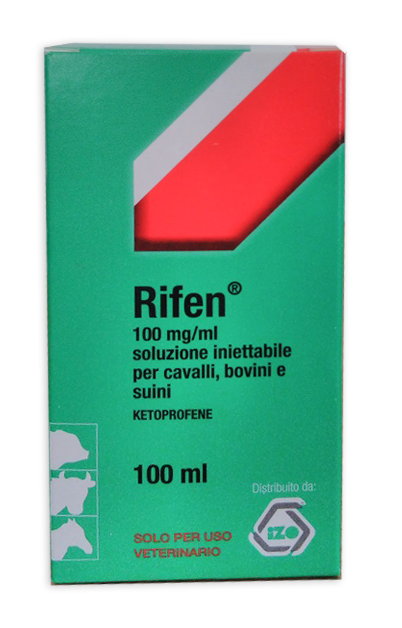 Rifen®
100 mg/ml
soluzione iniettabile
per cavalli, bovini e
suini
KETOPROFENE
100 ml
Distribuito da:
iZO
SOLO PER USO
VETERINARIO